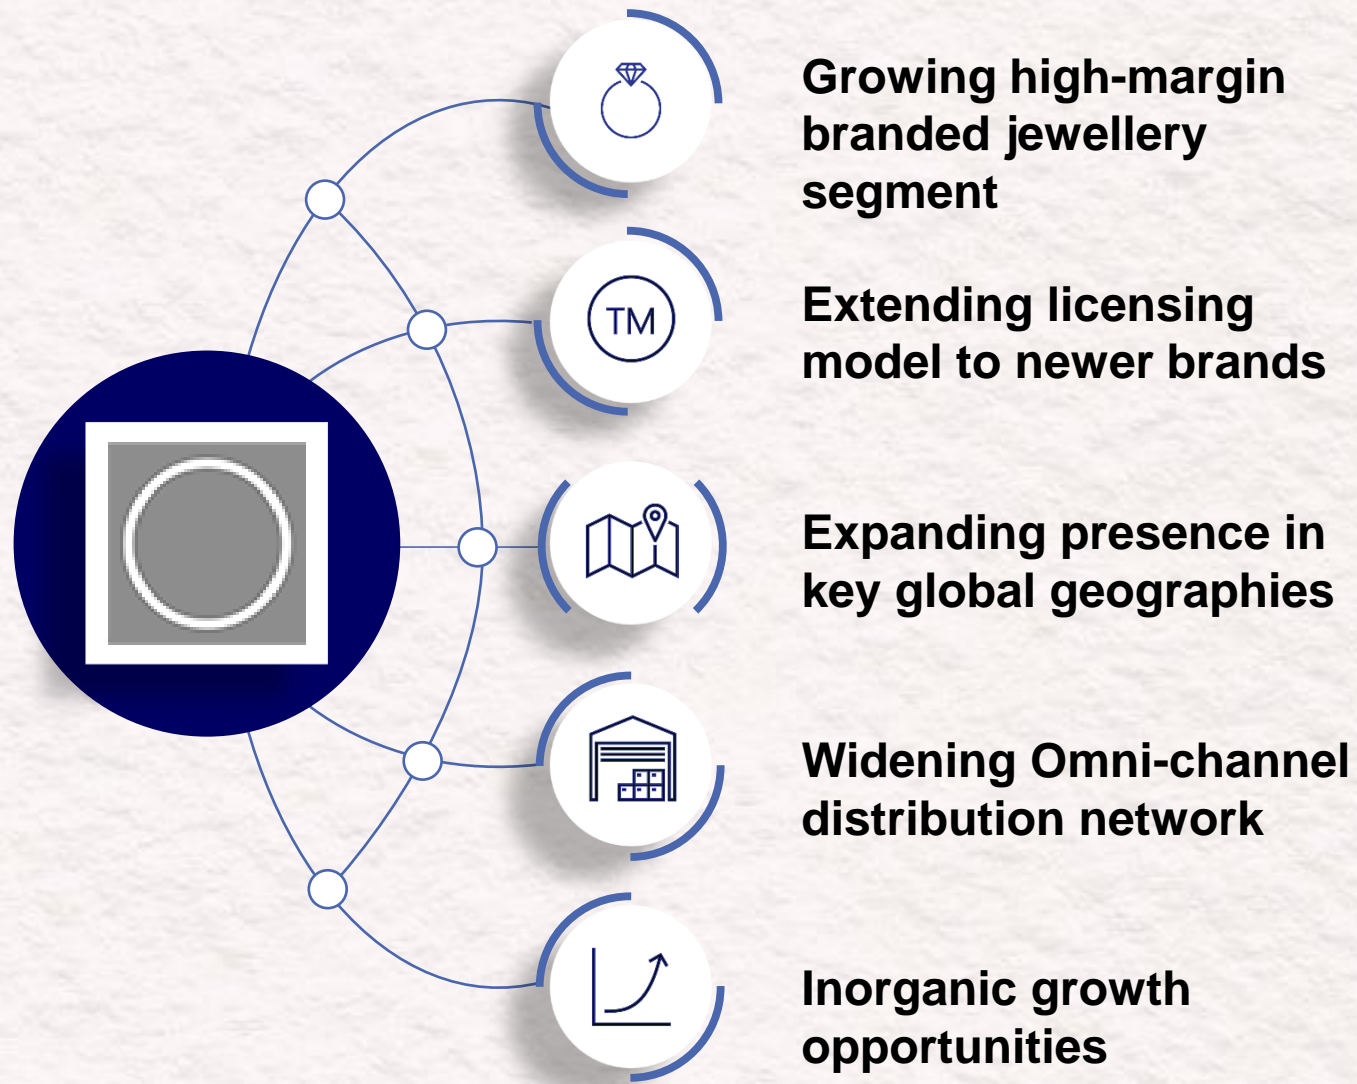 Growing high-margin
branded jewellery
segment
TM
Extending licensing
model to newer brands
Expanding presence in
key global geographies
Widening Omni-channel
distribution network
Inorganic growth
opportunities